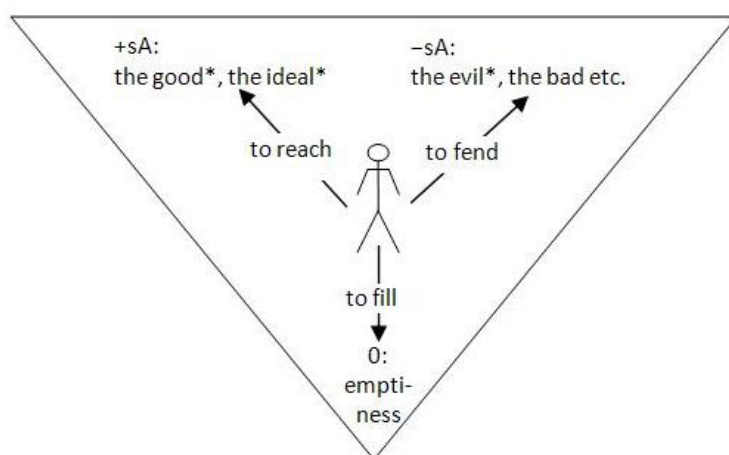 +sA:
the good*, the ideal*
−sA:
the evil*, the bad etc.
to reach
to fend
to fill
0:
empti-
ness